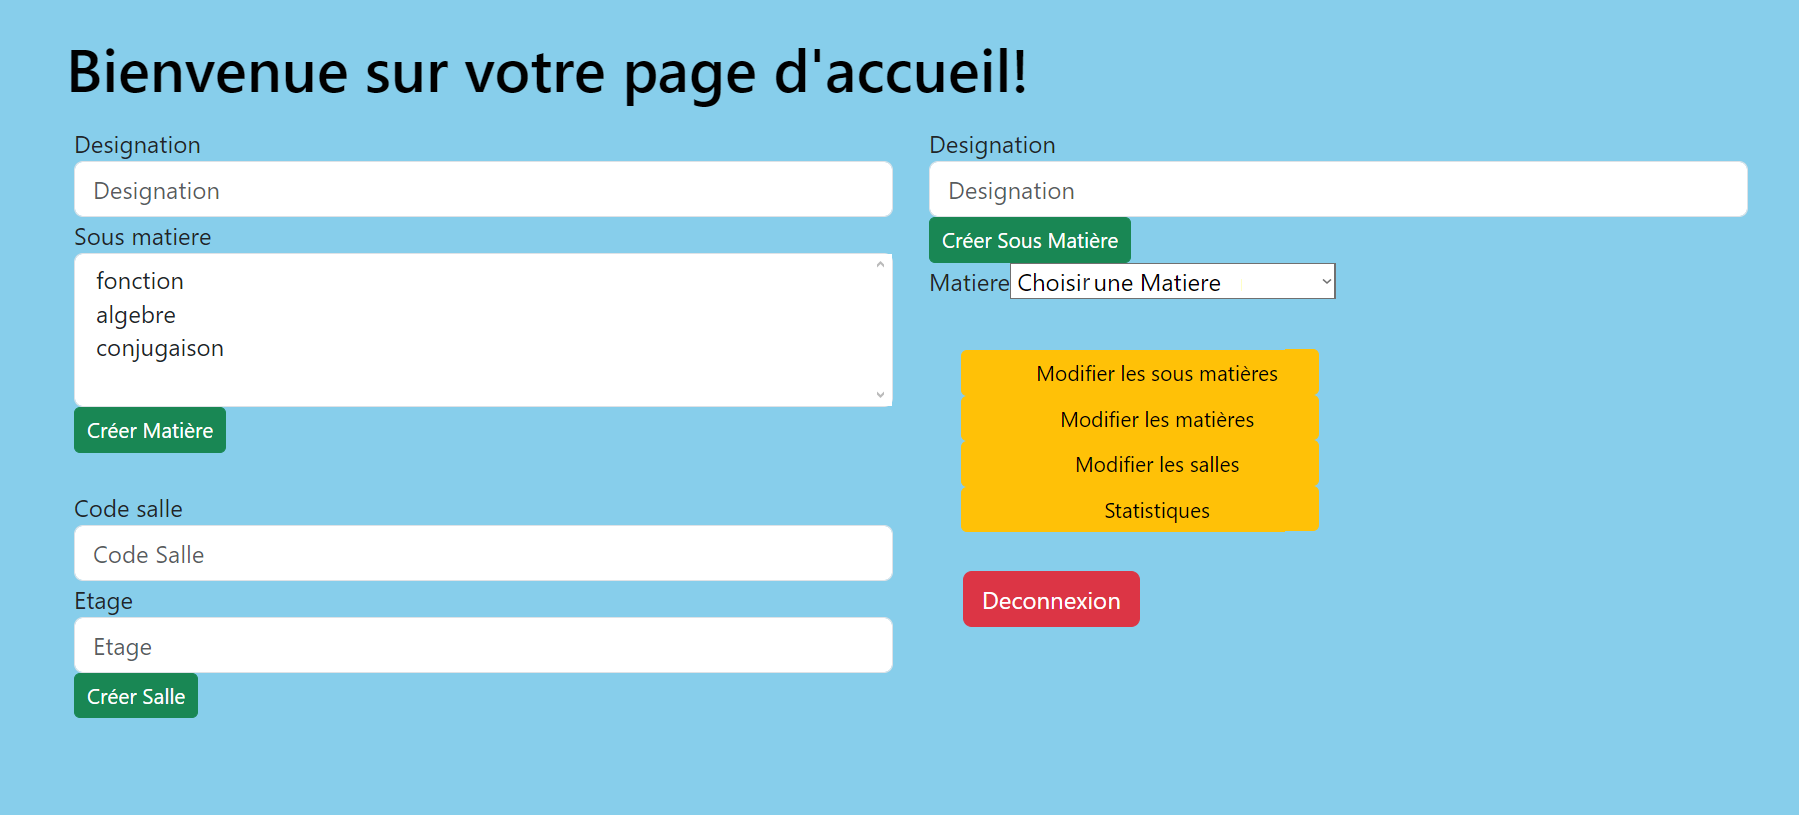 Bienvenue sur votre page d'accueil!
Designation
Designation
Sous matiere
fonction
algebre
conjugaison
Créer Matière
Code salle
Code Salle
Etage
Etage
Créer Salle
Designation
Designation
Créer Sous Matière
Matiere Choisir une Matiere
Modifier les sous matières
Modifier les matières
Modifier les salles
Statistiques
Deconnexion